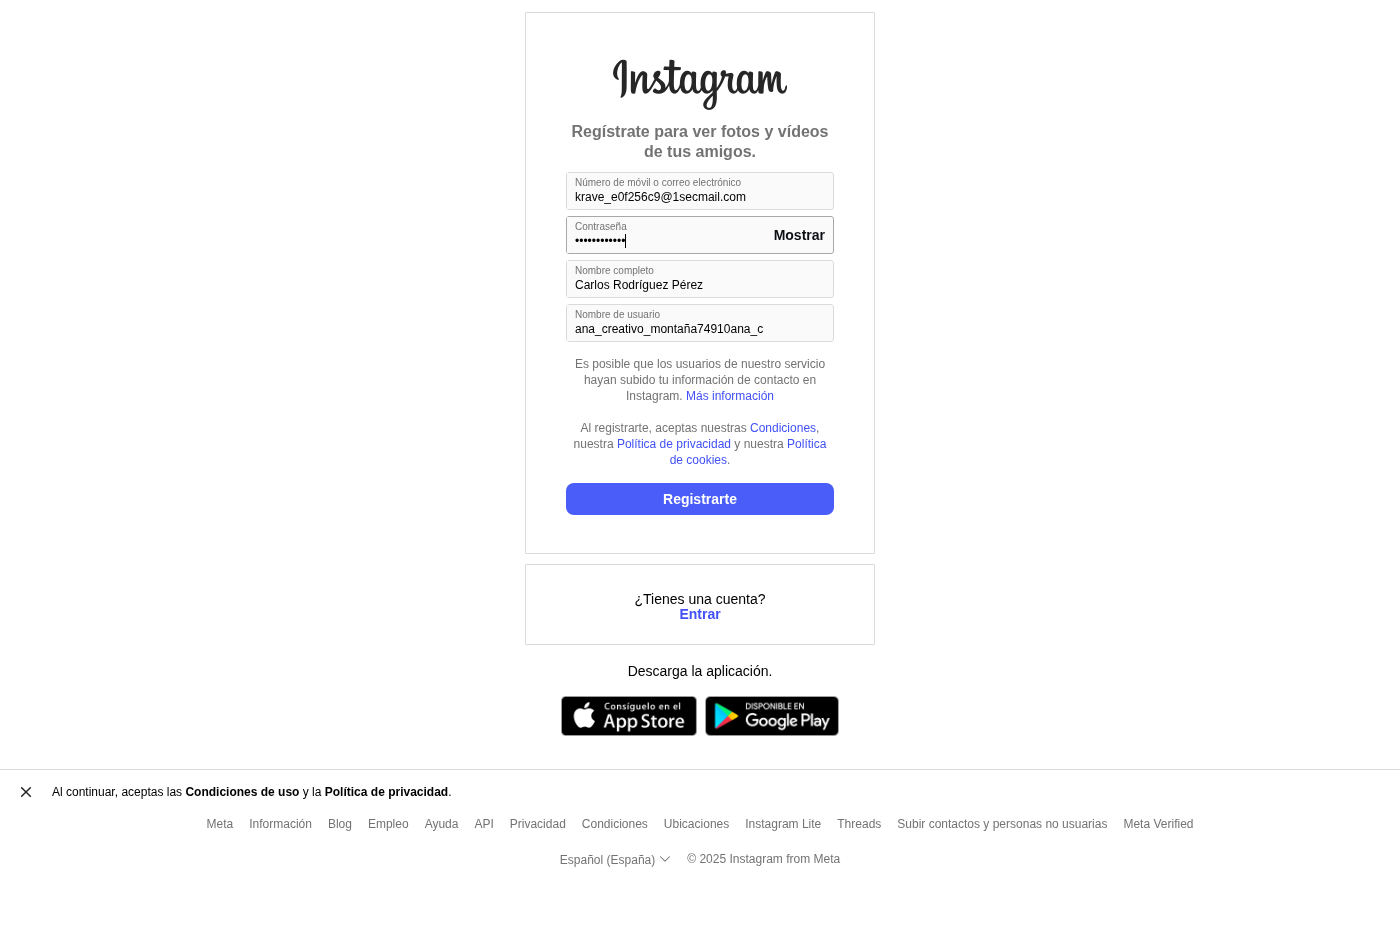 Instagram
Regístrate para ver fotos y vídeos
de tus amigos.
Número de móvil o correo electrónico
krave_e0f256c9@1secmail.com
Contraseña
••••••••••••
Mostrar
Nombre completo
Carlos Rodríguez Pérez
Nombre de usuario
ana_creativo_montaña74910ana_c
Es posible que los usuarios de nuestro servicio
hayan subido tu información de contacto en
Instagram. Más información
Al registrarte, aceptas nuestras Condiciones,
nuestra Política de privacidad y nuestra Política
de cookies.
Registrarte
¿Tienes una cuenta?
Entrar
Descarga la aplicación.
Consíguelo en el
App Store
DISPONIBLE EN
Google Play
Al continuar, aceptas las Condiciones de uso y la Política de privacidad.
Meta Información Blog Empleo Ayuda API Privacidad Condiciones Ubicaciones Instagram Lite Threads Subir contactos y personas no usuarias Meta Verified
Español (España) © 2025 Instagram from Meta